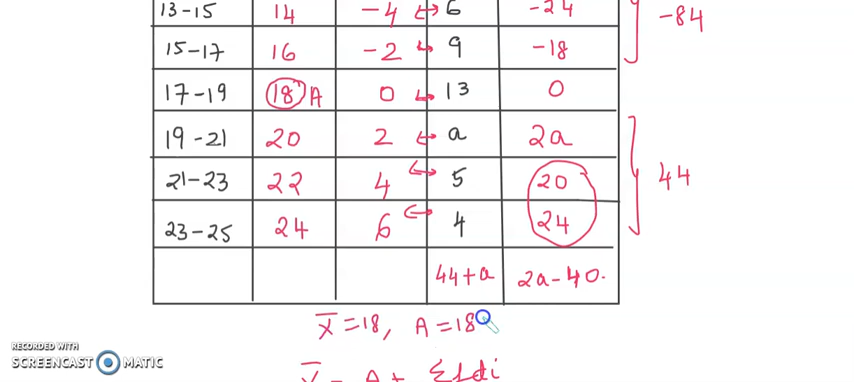 13-15 14 -4 ↔ 6 -24 } -84
15-17 16 -2 ↔ 9 -18
17-19 18 A 0 ↔ 13 0
19-21 20 2 ↔ a 2a
21-23 22 4 ↔ 5 20 } 44
23-25 24 6 ↔ 4 24
44+a 2a-40.
X̄ = 18, A = 18
RECORDED WITH
SCREENCAST MATIC
X̄ = A + Σfidi